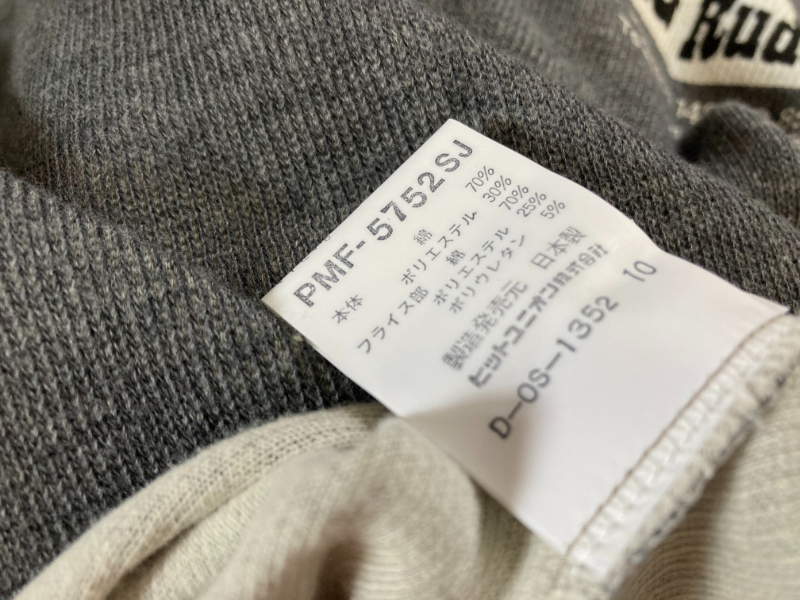 PMF-5752SJ
本体 綿 70%
ポリエステル 30%
フライス部 綿 70%
ポリエステル 25%
ポリウレタン 5%
日本製
製造発売元
ヒットユニオン株式会社
D-OS-1352 10
Rud